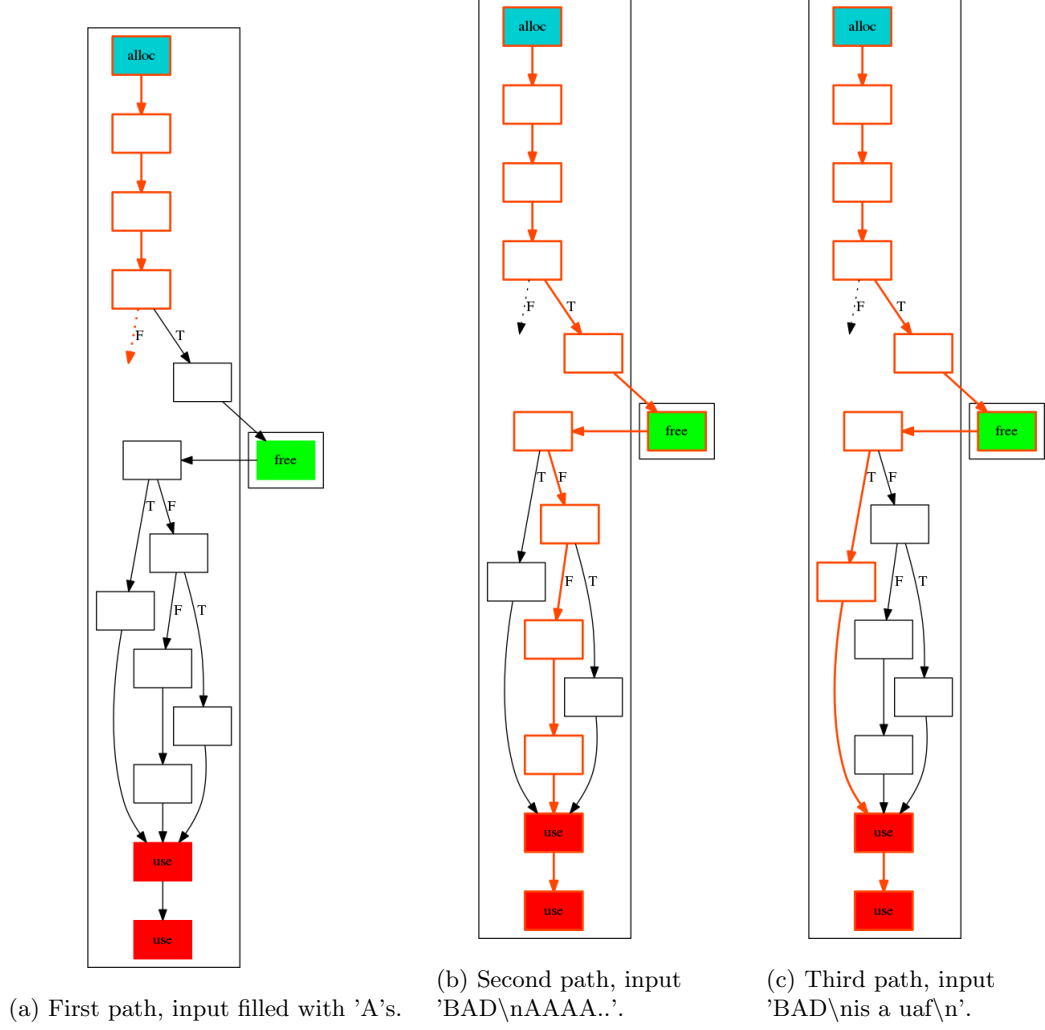 alloc
F
T
free
T
F
F
T
use
use
(a) First path, input filled with 'A's.
alloc
F
T
free
T
F
F
T
use
use
(b) Second path, input
'BAD\nAAAA..'.
alloc
F
T
free
T
F
F
T
use
use
(c) Third path, input
'BAD\nis a uaf\n'.